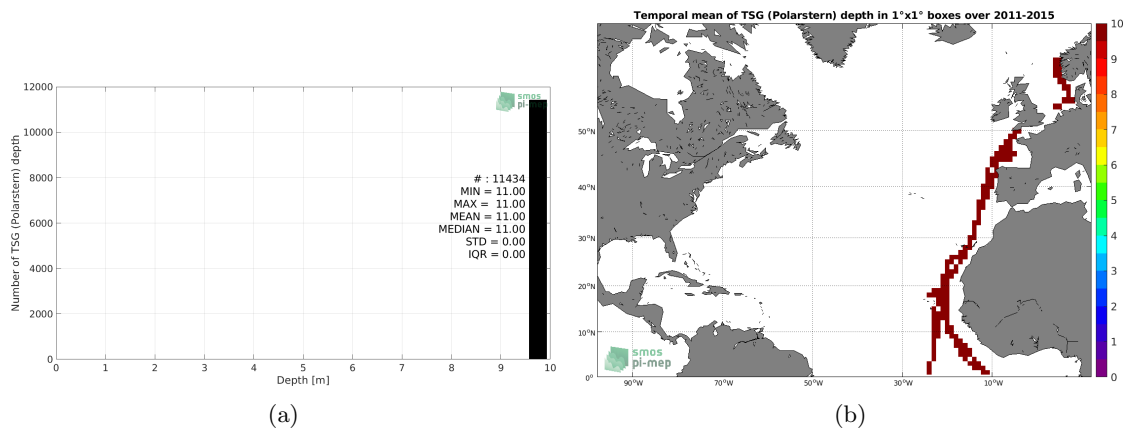 12000
10000
8000
6000
4000
2000
0
Number of TSG (Polarstern) depth
smos
pi-mep
# : 11434
MIN = 11.00
MAX = 11.00
MEAN = 11.00
MEDIAN = 11.00
STD = 0.00
IQR = 0.00
0 1 2 3 4 5 6 7 8 9 10
Depth [m]
(a)
Temporal mean of TSG (Polarstern) depth in 1°x1° boxes over 2011-2015
50°N
40°N
30°N
20°N
10°N
0°
90°W 70°W 50°W 30°W 10°W
smos
pi-mep
10
9
8
7
6
5
4
3
2
1
0
(b)